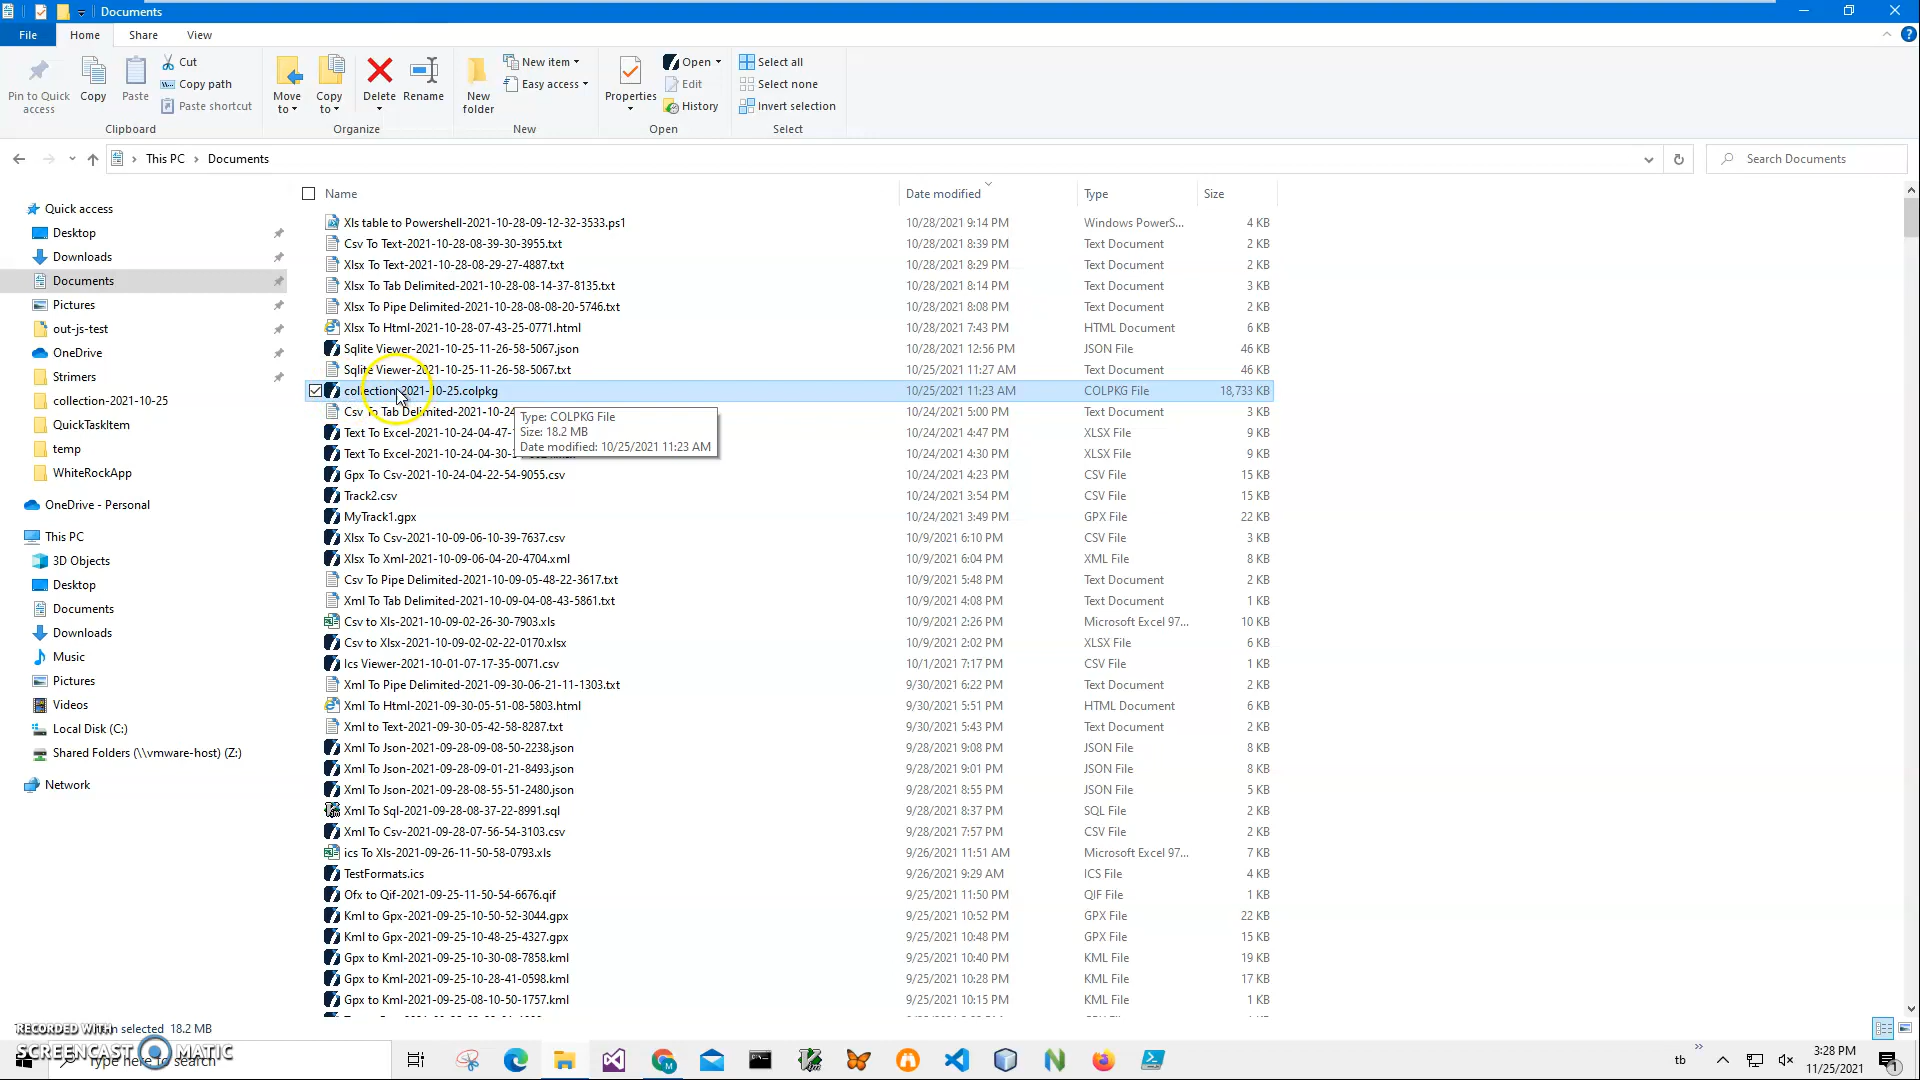 Documents
File
Home
Share
View
Pin to Quick access
Copy
Paste
Cut
Copy path
Paste shortcut
Clipboard
Move to
Copy to
Delete
Rename
Organize
New folder
New item
Easy access
New
Properties
Open
Edit
History
Open
Select all
Select none
Invert selection
Select
This PC › Documents
Search Documents
Quick access
Desktop
Downloads
Documents
Pictures
out-js-test
OneDrive
Strimers
collection-2021-10-25
QuickTaskItem
temp
WhiteRockApp
OneDrive - Personal
This PC
3D Objects
Desktop
Documents
Downloads
Music
Pictures
Videos
Local Disk (C:)
Shared Folders (\\vmware-host) (Z:)
Network
Name Date modified Type Size
Xls table to Powershell-2021-10-28-09-12-32-3533.ps1 10/28/2021 9:14 PM Windows PowerS... 4 KB
Csv To Text-2021-10-28-08-39-30-3955.txt 10/28/2021 8:39 PM Text Document 2 KB
Xlsx To Text-2021-10-28-08-29-27-4887.txt 10/28/2021 8:29 PM Text Document 2 KB
Xlsx To Tab Delimited-2021-10-28-08-14-37-8135.txt 10/28/2021 8:14 PM Text Document 3 KB
Xlsx To Pipe Delimited-2021-10-28-08-08-20-5746.txt 10/28/2021 8:08 PM Text Document 2 KB
Xlsx To Html-2021-10-28-07-43-25-0771.html 10/28/2021 7:43 PM HTML Document 6 KB
Sqlite Viewer-2021-10-25-11-26-58-5067.json 10/28/2021 12:56 PM JSON File 46 KB
Sqlite Viewer-2021-10-25-11-26-58-5067.txt 10/25/2021 11:27 AM Text Document 46 KB
collection-2021-10-25.colpkg 10/25/2021 11:23 AM COLPKG File 18,733 KB
Csv To Tab Delimited-2021-10-24 10/24/2021 5:00 PM Text Document 3 KB
Text To Excel-2021-10-24-04-47- 10/24/2021 4:47 PM XLSX File 9 KB
Text To Excel-2021-10-24-04-30- 10/24/2021 4:30 PM XLSX File 9 KB
Type: COLPKG File
Size: 18.2 MB
Date modified: 10/25/2021 11:23 AM
Gpx To Csv-2021-10-24-04-22-54-9055.csv 10/24/2021 4:23 PM CSV File 15 KB
Track2.csv 10/24/2021 3:54 PM CSV File 15 KB
MyTrack1.gpx 10/24/2021 3:49 PM GPX File 22 KB
Xlsx To Csv-2021-10-09-06-10-39-7637.csv 10/9/2021 6:10 PM CSV File 3 KB
Xlsx To Xml-2021-10-09-06-04-20-4704.xml 10/9/2021 6:04 PM XML File 8 KB
Csv To Pipe Delimited-2021-10-09-05-48-22-3617.txt 10/9/2021 5:48 PM Text Document 2 KB
Xml To Tab Delimited-2021-10-09-04-08-43-5861.txt 10/9/2021 4:08 PM Text Document 1 KB
Csv to Xls-2021-10-09-02-26-30-7903.xls 10/9/2021 2:26 PM Microsoft Excel 97... 10 KB
Csv to Xlsx-2021-10-09-02-02-22-0170.xlsx 10/9/2021 2:02 PM XLSX File 6 KB
Ics Viewer-2021-10-01-07-17-35-0071.csv 10/1/2021 7:17 PM CSV File 1 KB
Xml To Pipe Delimited-2021-09-30-06-21-11-1303.txt 9/30/2021 6:22 PM Text Document 2 KB
Xml To Html-2021-09-30-05-51-08-5803.html 9/30/2021 5:51 PM HTML Document 6 KB
Xml to Text-2021-09-30-05-42-58-8287.txt 9/30/2021 5:43 PM Text Document 2 KB
Xml To Json-2021-09-28-09-08-50-2238.json 9/28/2021 9:08 PM JSON File 8 KB
Xml To Json-2021-09-28-09-01-21-8493.json 9/28/2021 9:01 PM JSON File 8 KB
Xml To Json-2021-09-28-08-55-51-2480.json 9/28/2021 8:55 PM JSON File 5 KB
Xml To Sql-2021-09-28-08-37-22-8991.sql 9/28/2021 8:37 PM SQL File 2 KB
Xml To Csv-2021-09-28-07-56-54-3103.csv 9/28/2021 7:57 PM CSV File 2 KB
ics To Xls-2021-09-26-11-50-58-0793.xls 9/26/2021 11:51 AM Microsoft Excel 97... 7 KB
TestFormats.ics 9/26/2021 9:29 AM ICS File 4 KB
Ofx to Qif-2021-09-25-11-50-54-6676.qif 9/25/2021 11:50 PM QIF File 1 KB
Kml to Gpx-2021-09-25-10-50-52-3044.gpx 9/25/2021 10:52 PM GPX File 22 KB
Kml to Gpx-2021-09-25-10-48-25-4327.gpx 9/25/2021 10:48 PM GPX File 15 KB
Gpx to Kml-2021-09-25-10-30-08-7858.kml 9/25/2021 10:40 PM KML File 19 KB
Gpx to Kml-2021-09-25-10-28-41-0598.kml 9/25/2021 10:28 PM KML File 17 KB
Gpx to Kml-2021-09-25-08-10-50-1757.kml 9/25/2021 10:15 PM KML File 1 KB
selected 18.2 MB
RECORDED WITH
SCREENCAST MATIC
Type here to search
tb
3:28 PM
11/25/2021
1